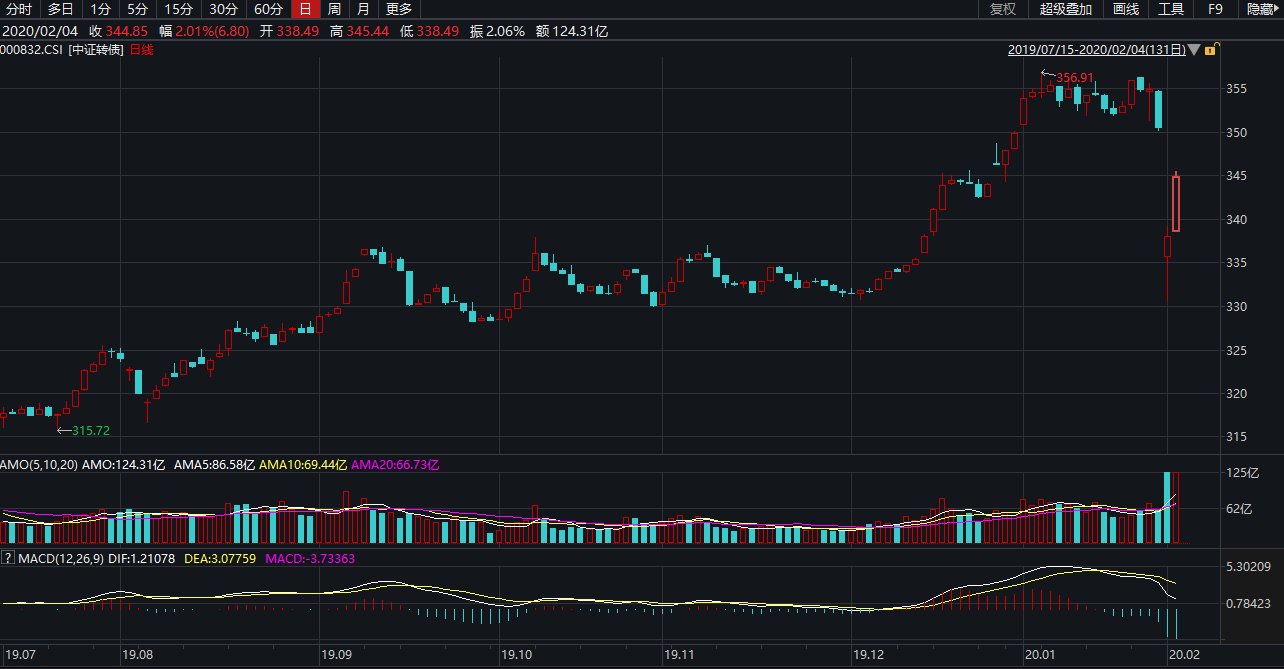 分时 多日 1分 5分 15分 30分 60分 日 周 月 更多 复权 超级叠加 画线 工具 F9 隐藏
2020/02/04 收 344.85 幅 2.01%(6.80) 开 338.49 高 345.44 低 338.49 振 2.06% 额 124.31亿
000832.CSI [中证转债] 日线 2019/07/15-2020/02/04(131日)
356.91
355
350
345
340
335
330
325
320
315.72
315
AMO(5,10,20) AMO:124.31亿 AMA5:86.58亿 AMA10:69.44亿 AMA20:66.73亿
125亿
62亿
? MACD(12,26,9) DIF:1.21078 DEA:3.07759 MACD:-3.73363
5.30209
0.78423
19.07 19.08 19.09 19.10 19.11 19.12 20.01 20.02